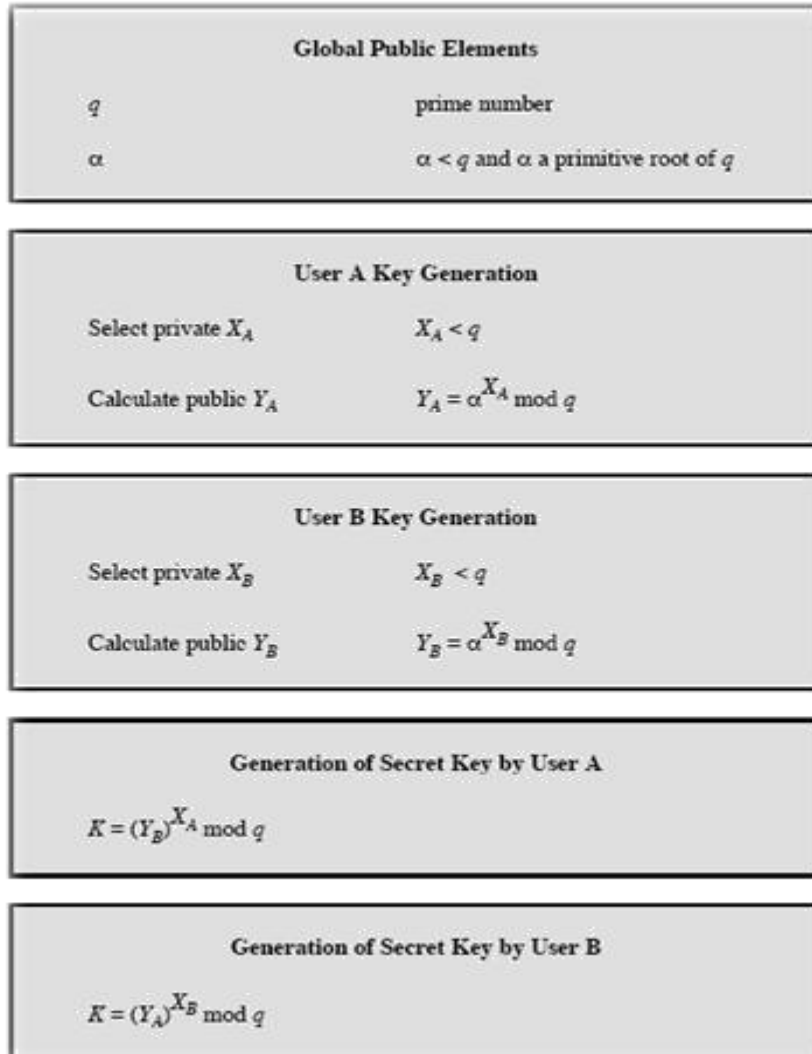 Global Public Elements
q prime number
α α < q and α a primitive root of q
User A Key Generation
Select private X_A X_A < q
Calculate public Y_A Y_A = α^{X_A} mod q
User B Key Generation
Select private X_B X_B < q
Calculate public Y_B Y_B = α^{X_B} mod q
Generation of Secret Key by User A
K = (Y_B)^{X_A} mod q
Generation of Secret Key by User B
K = (Y_A)^{X_B} mod q